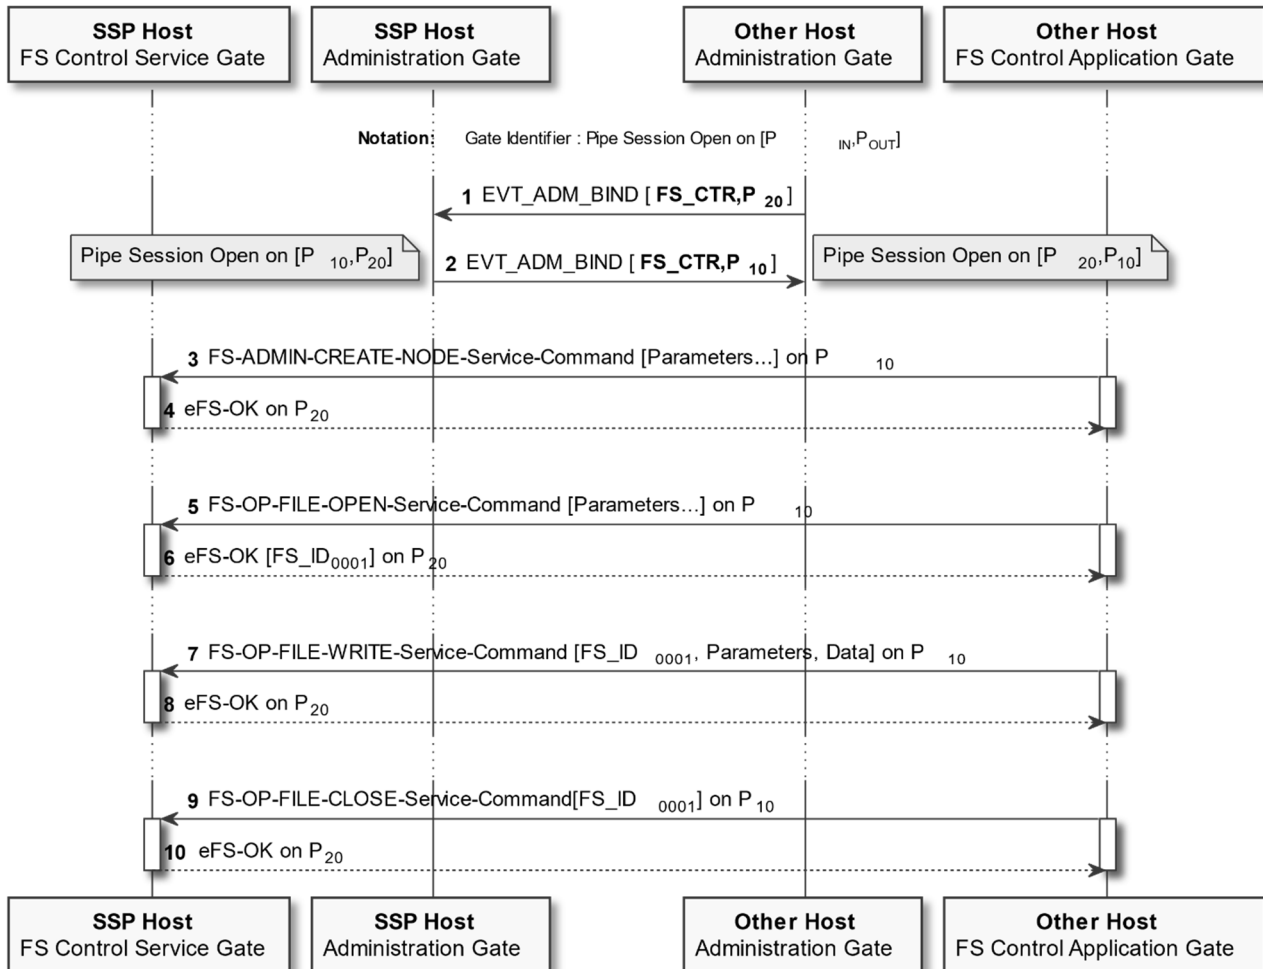 SSP Host
FS Control Service Gate
SSP Host
Administration Gate
Other Host
Administration Gate
Other Host
FS Control Application Gate
Notation: Gate Identifier : Pipe Session Open on [P IN,POUT]
1 EVT_ADM_BIND [ FS_CTR,P 20 ]
Pipe Session Open on [P 10,P20]
2 EVT_ADM_BIND [ FS_CTR,P 10 ]
Pipe Session Open on [P 20,P10]
3 FS-ADMIN-CREATE-NODE-Service-Command [Parameters...] on P 10
4 eFS-OK on P20
5 FS-OP-FILE-OPEN-Service-Command [Parameters...] on P 10
6 eFS-OK [FS_ID0001] on P20
7 FS-OP-FILE-WRITE-Service-Command [FS_ID 0001, Parameters, Data] on P 10
8 eFS-OK on P20
9 FS-OP-FILE-CLOSE-Service-Command[FS_ID 0001] on P10
10 eFS-OK on P20
SSP Host
FS Control Service Gate
SSP Host
Administration Gate
Other Host
Administration Gate
Other Host
FS Control Application Gate